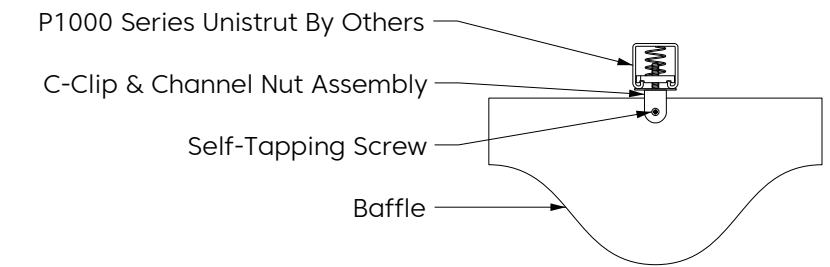 P1000 Series Unistrut By Others
C-Clip & Channel Nut Assembly
Self-Tapping Screw
Baffle